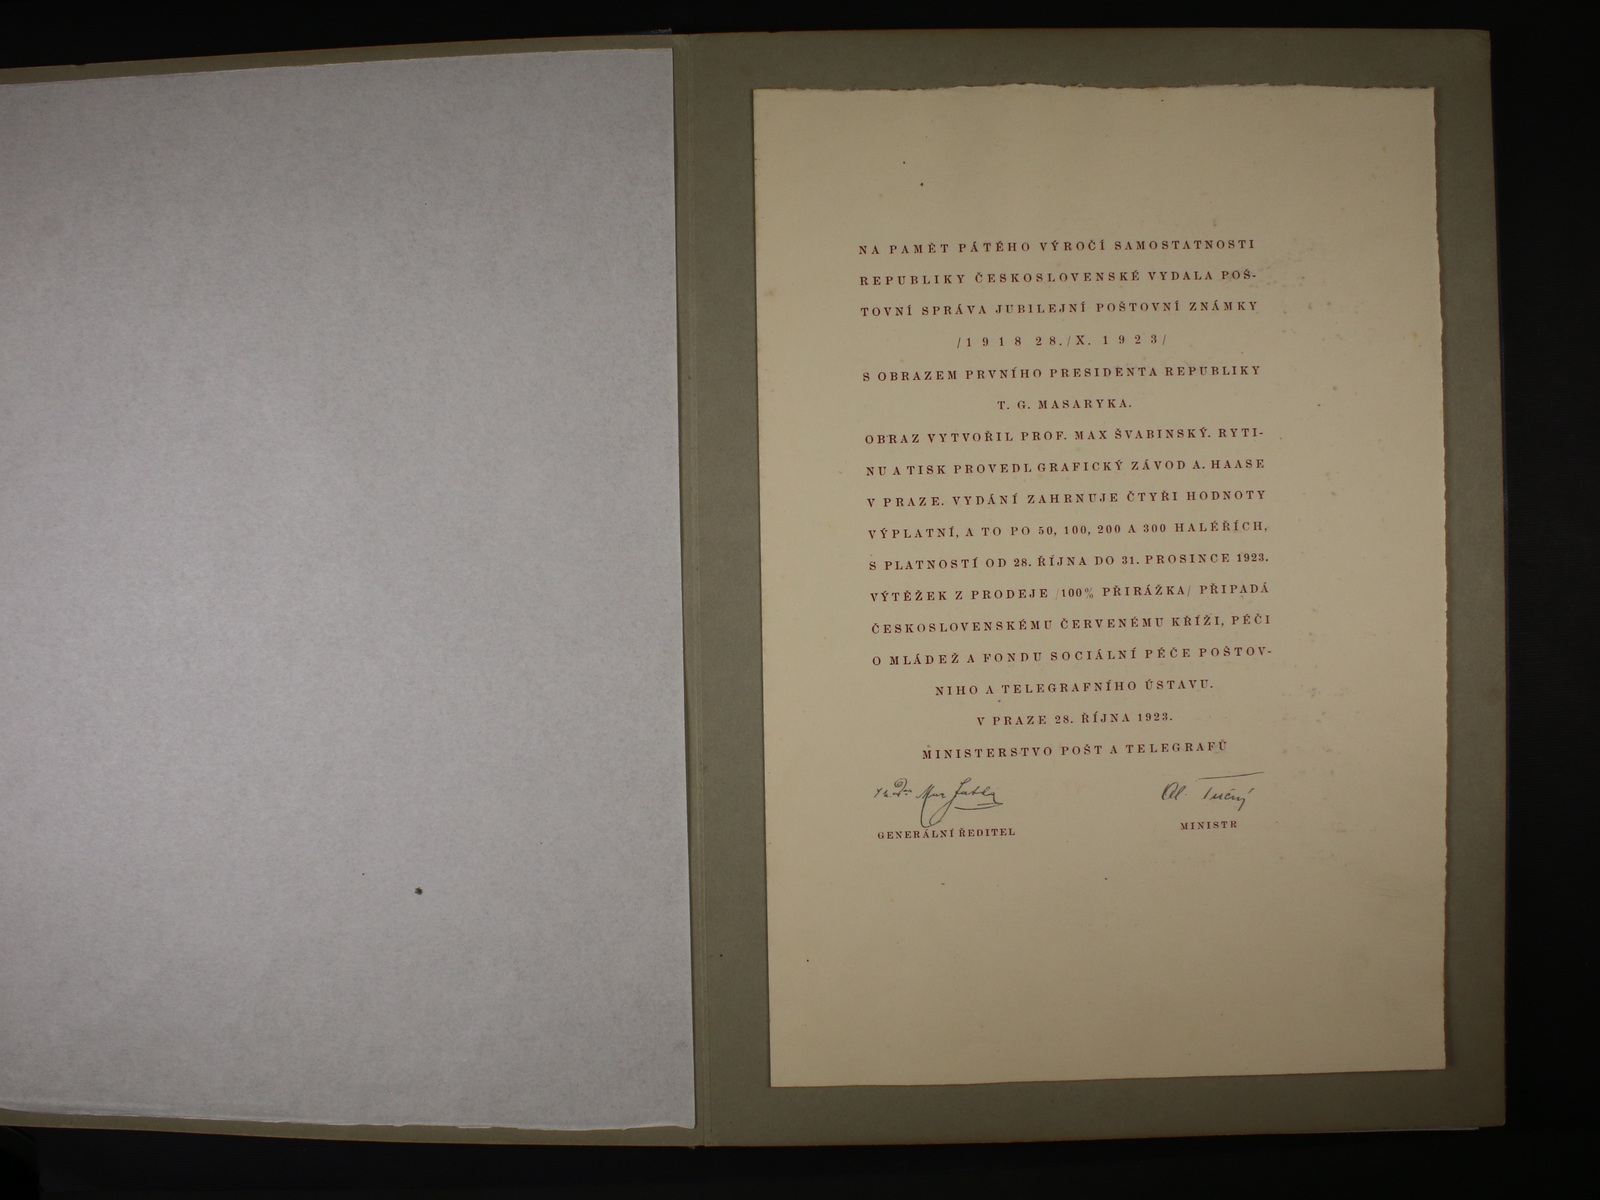 NA PAMĚT PÁTÉHO VÝROČÍ SAMOSTATNOSTI
REPUBLIKY ČESKOSLOVENSKÉ VYDALA POŠ-
TOVNÍ SPRÁVA JUBILEJNÍ POŠTOVNÍ ZNÁMKY
/1918 28./X. 1923/
S OBRAZEM PRVNÍHO PRESIDENTA REPUBLIKY
T. G. MASARYKA.
OBRAZ VYTVOŘIL PROF. MAX ŠVABINSKÝ. RYTI-
NU A TISK PROVEDL GRAFICKÝ ZÁVOD A. HAASE
V PRAZE. VYDÁNÍ ZAHRNUJE ČTYŘI HODNOTY
VÝPLATNÍ, A TO PO 50, 100, 200 A 300 HALÉŘÍCH,
S PLATNOSTÍ OD 28. ŘÍJNA DO 31. PROSINCE 1923.
VÝTĚŽEK Z PRODEJE /100% PŘIRÁŽKA/ PŘIPADÁ
ČESKOSLOVENSKÉMU ČERVENÉMU KŘÍŽI, PÉČI
O MLÁDEŽ A FONDU SOCIÁLNÍ PÉČE POŠTOV-
NIHO A TELEGRAFNÍHO ÚSTAVU.
V PRAZE 28. ŘÍJNA 1923.
MINISTERSTVO POŠT A TELEGRAFŮ
Al. Tučný
GENERÁLNÍ ŘEDITEL
MINISTR